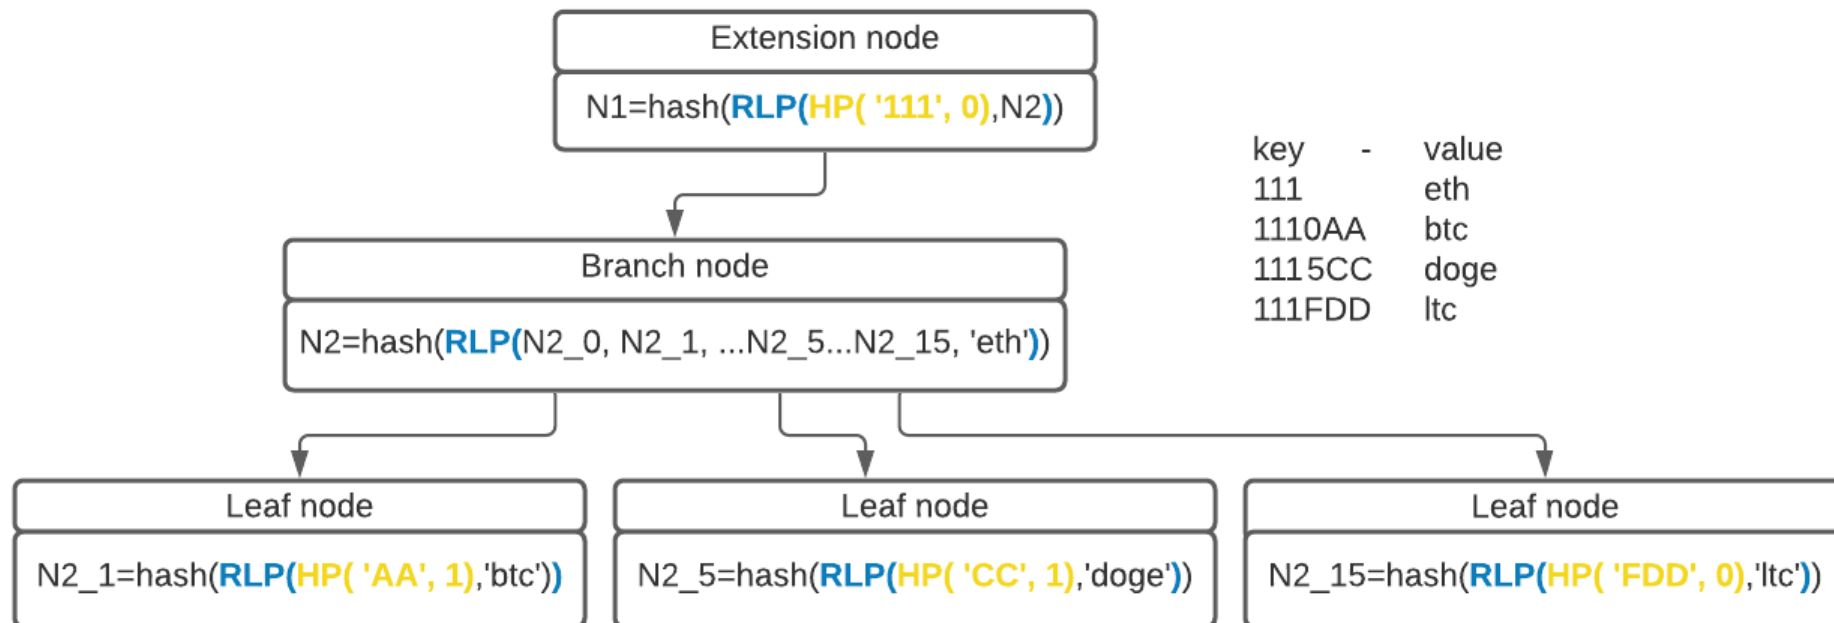 Extension node
N1=hash(RLP(HP( '111', 0),N2))
key - value
111 eth
1110AA btc
1115CC doge
111FDD ltc
Branch node
N2=hash(RLP(N2_0, N2_1, ...N2_5...N2_15, 'eth'))
Leaf node
N2_1=hash(RLP(HP( 'AA', 1),'btc'))
Leaf node
N2_5=hash(RLP(HP( 'CC', 1),'doge'))
Leaf node
N2_15=hash(RLP(HP( 'FDD', 0),'ltc'))